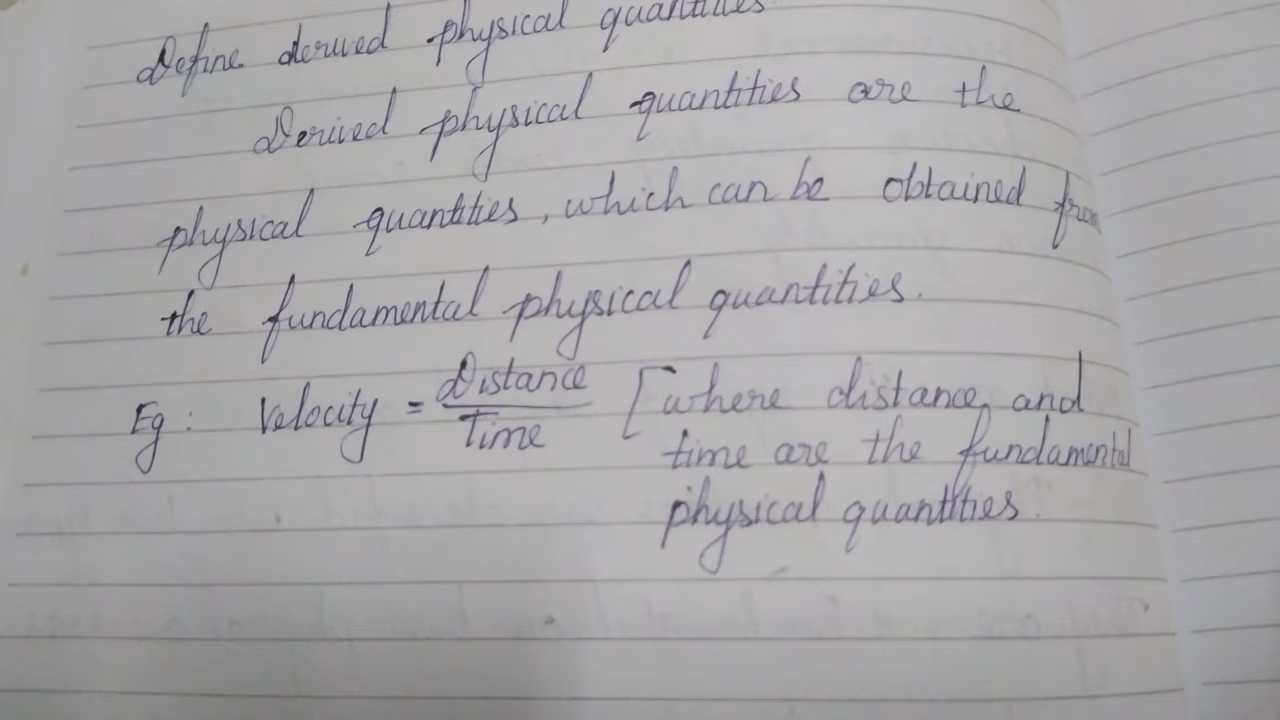 Define derived physical quantities
Derived physical quantities are the
physical quantities, which can be obtained from
the fundamental physical quantities.
Eg : Velocity = Distance / Time [where distance, and
time are the fundamental
physical quantities.